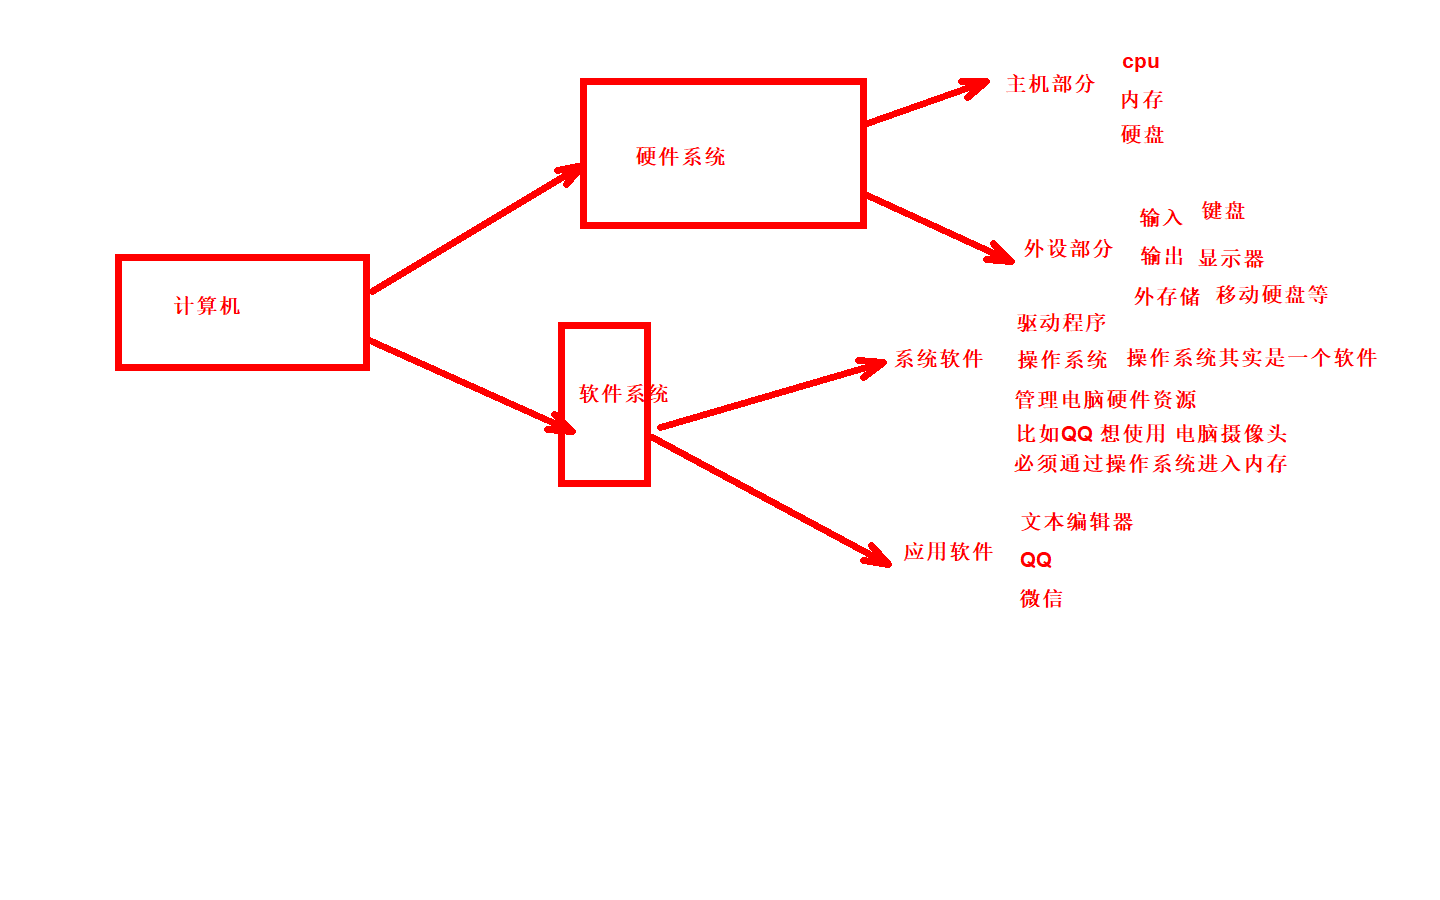 计算机
硬件系统
主机部分
cpu
内存
硬盘
外设部分
输入 键盘
输出 显示器
外存储 移动硬盘等
软件系统
系统软件
驱动程序
操作系统 操作系统其实是一个软件
管理电脑硬件资源
比如QQ 想使用 电脑摄像头
必须通过操作系统进入内存
应用软件
文本编辑器
QQ
微信